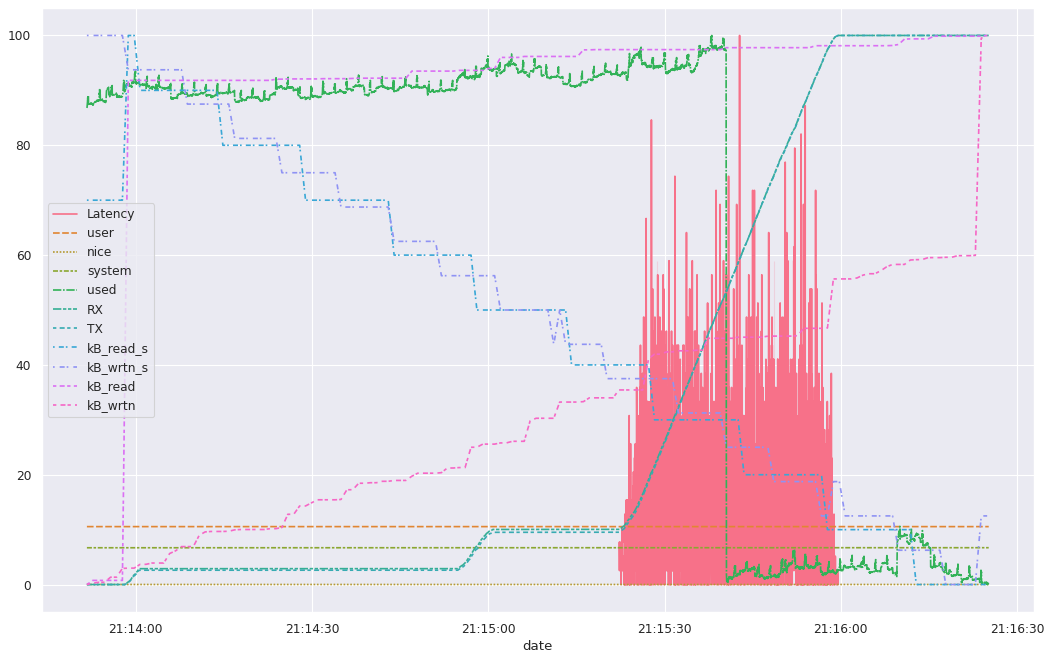 100
80
60
40
20
0
Latency
user
nice
system
used
RX
TX
kB_read_s
kB_wrtn_s
kB_read
kB_wrtn
21:14:00 21:14:30 21:15:00 21:15:30 21:16:00 21:16:30
date